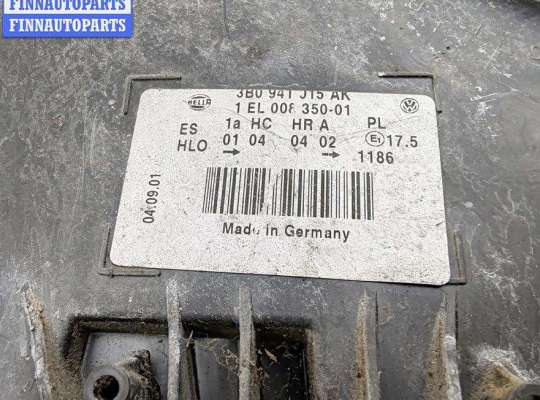 FINNAUTOPARTS
FINNAUTOPARTS
3B0 941 015 AK
HELLA
1 EL 008 350-01
ES 1a HC HR A PL
HLO 01 04 04 02 E1 17.5
1186
04.09.01
Made in Germany